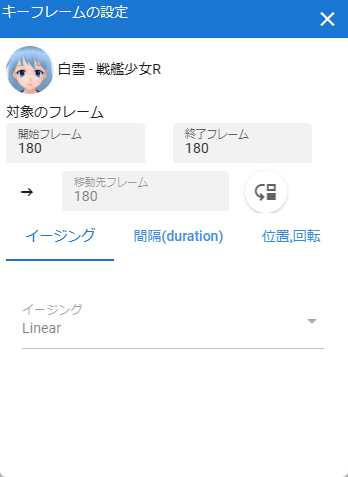 キーフレームの設定
白雪 - 戦艦少女R
対象のフレーム
開始フレーム
180
終了フレーム
180
移動先フレーム
180
イージング
間隔(duration)
位置,回転
イージング
Linear